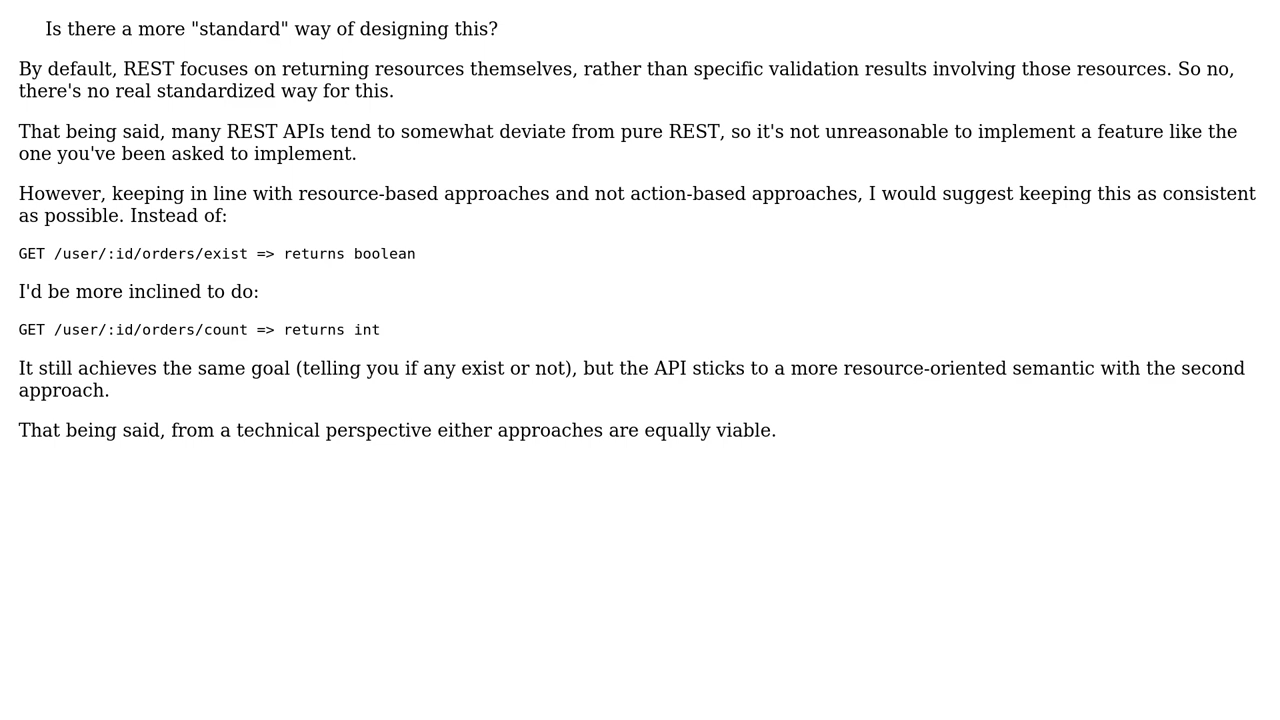 Is there a more "standard" way of designing this?
By default, REST focuses on returning resources themselves, rather than specific validation results involving those resources. So no,
there's no real standardized way for this.
That being said, many REST APIs tend to somewhat deviate from pure REST, so it's not unreasonable to implement a feature like the
one you've been asked to implement.
However, keeping in line with resource-based approaches and not action-based approaches, I would suggest keeping this as consistent
as possible. Instead of:
GET /user/:id/orders/exist => returns boolean
I'd be more inclined to do:
GET /user/:id/orders/count => returns int
It still achieves the same goal (telling you if any exist or not), but the API sticks to a more resource-oriented semantic with the second
approach.
That being said, from a technical perspective either approaches are equally viable.